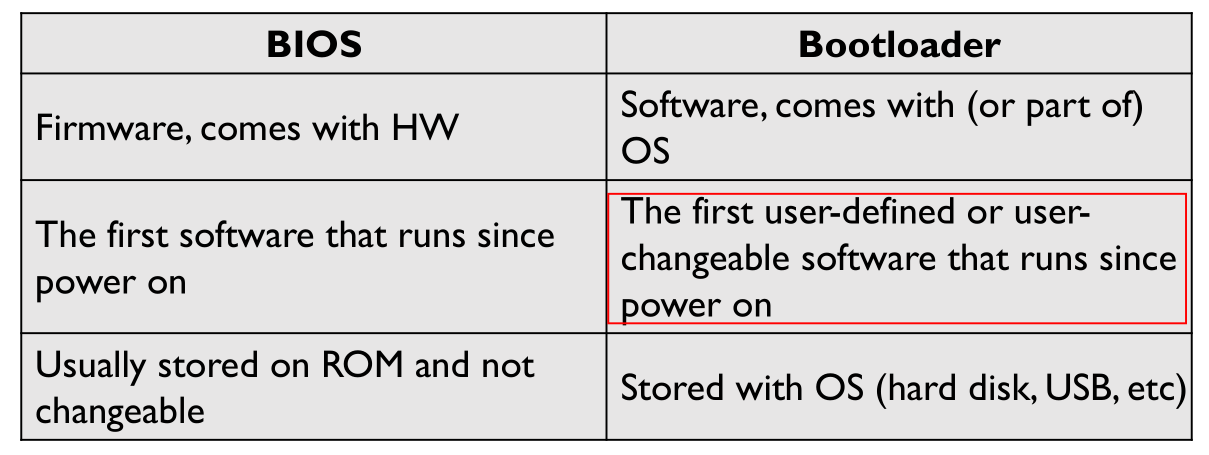 BIOS
Bootloader
Firmware, comes with HW
Software, comes with (or part of)
OS
The first software that runs since
power on
The first user-defined or user-
changeable software that runs since
power on
Usually stored on ROM and not
changeable
Stored with OS (hard disk, USB, etc)